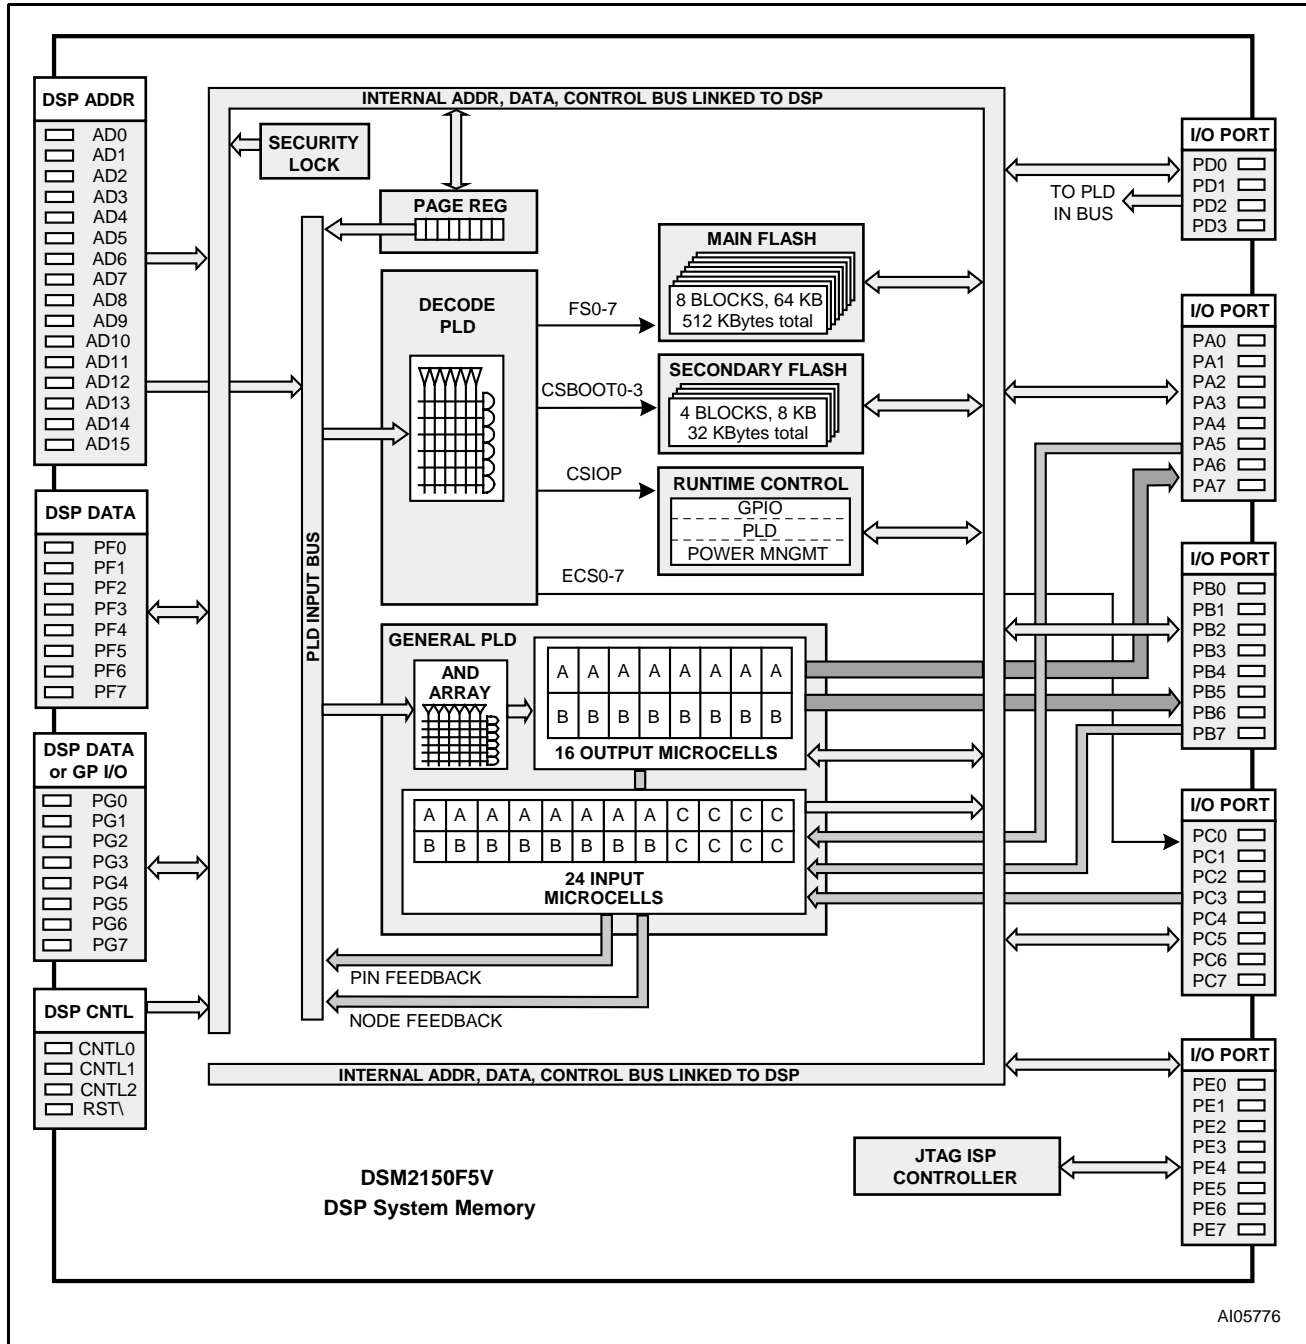 INTERNAL ADDR, DATA, CONTROL BUS LINKED TO DSP
DSP ADDR
AD0
AD1
AD2
AD3
AD4
AD5
AD6
AD7
AD8
AD9
AD10
AD11
AD12
AD13
AD14
AD15
DSP DATA
PF0
PF1
PF2
PF3
PF4
PF5
PF6
PF7
DSP DATA
or GP I/O
PG0
PG1
PG2
PG3
PG4
PG5
PG6
PG7
DSP CNTL
CNTL0
CNTL1
CNTL2
RST\
SECURITY
LOCK
PAGE REG
PLD INPUT BUS
DECODE
PLD
FS0-7
CSBOOT0-3
CSIOP
ECS0-7
MAIN FLASH
8 BLOCKS, 64 KB
512 KBytes total
SECONDARY FLASH
4 BLOCKS, 8 KB
32 KBytes total
RUNTIME CONTROL
GPIO
PLD
POWER MNGMT
GENERAL PLD
AND
ARRAY
A A A A A A A A
B B B B B B B B
16 OUTPUT MICROCELLS
A A A A A A A A C C C C
B B B B B B B B C C C C
24 INPUT
MICROCELLS
PIN FEEDBACK
NODE FEEDBACK
INTERNAL ADDR, DATA, CONTROL BUS LINKED TO DSP
I/O PORT
PD0
PD1
PD2
PD3
TO PLD
IN BUS
I/O PORT
PA0
PA1
PA2
PA3
PA4
PA5
PA6
PA7
I/O PORT
PB0
PB1
PB2
PB3
PB4
PB5
PB6
PB7
I/O PORT
PC0
PC1
PC2
PC3
PC4
PC5
PC6
PC7
I/O PORT
PE0
PE1
PE2
PE3
PE4
PE5
PE6
PE7
JTAG ISP
CONTROLLER
DSM2150F5V
DSP System Memory
AI05776